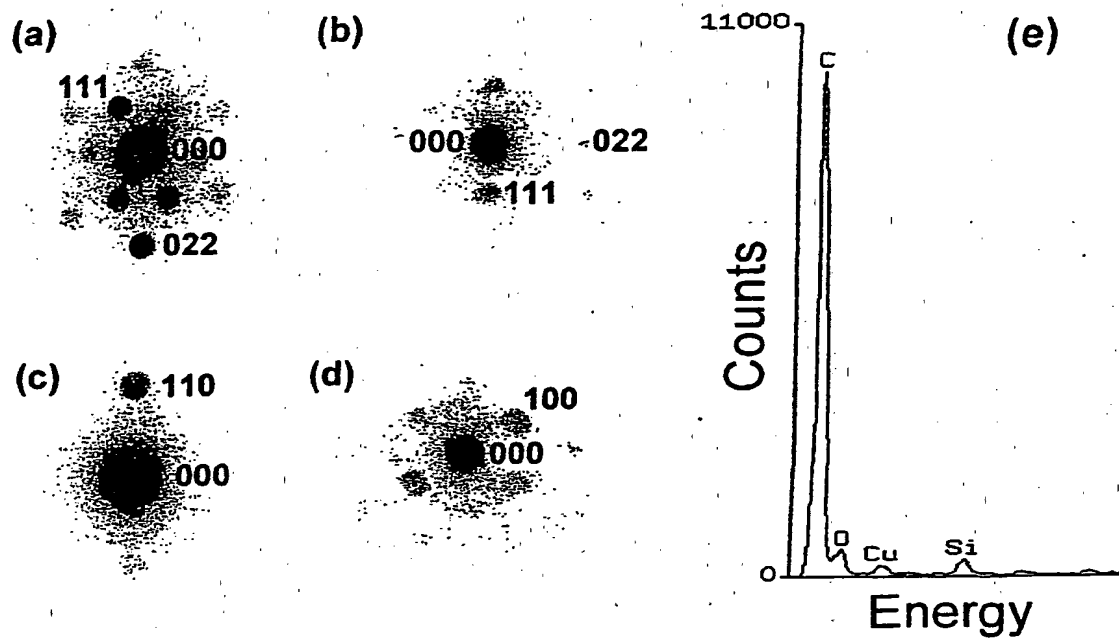 (a)
111
000
022
(b)
000
022
111
(c)
110
000
(d)
100
000
(e)
11000
C
O
Cu
Si
0
Counts
Energy